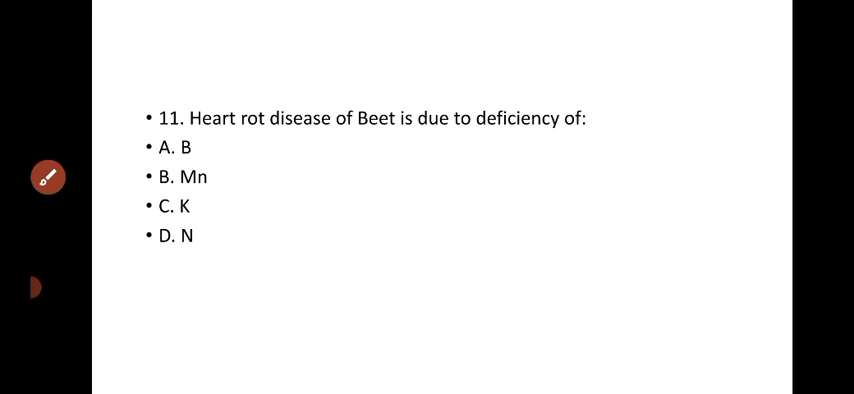 • 11. Heart rot disease of Beet is due to deficiency of:
• A. B
• B. Mn
• C. K
• D. N